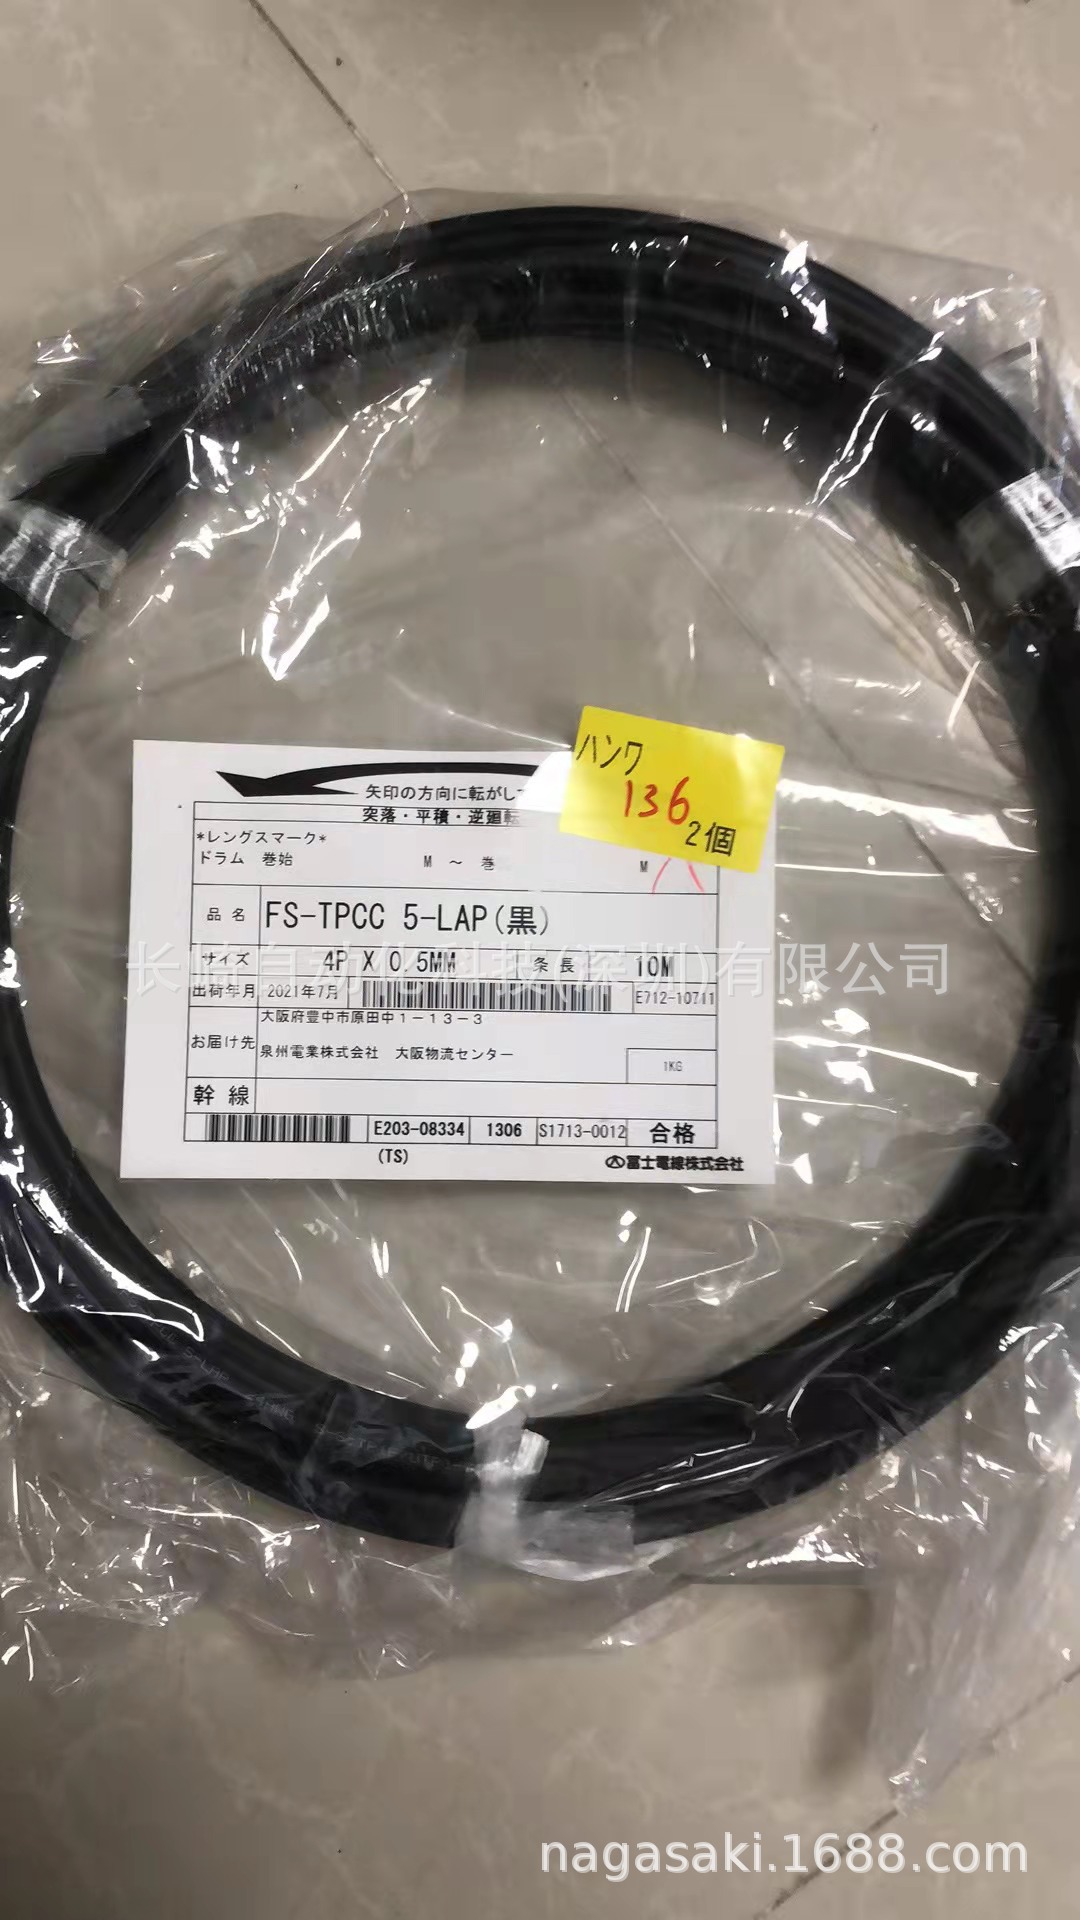 矢印の方向に転がし
突落・平積・逆廻転
ハンワ
136
2個
*レングスマーク*
ドラム 巻始 M ～ 巻 M
品名 FS-TPCC 5-LAP(黒)
サイズ 4P X 0.5MM 条長 10M
长崎自动化科技(深圳)有限公司
出荷年月 2021年7月 E712-10711
お届け先 大阪府豊中市原田中1-13-3
泉州電業株式会社 大阪物流センター
1KG
幹線
E203-08334 1306 S1713-0012 合格
(TS) 冨士電線株式会社
5-LAP
nagasaki.1688.com